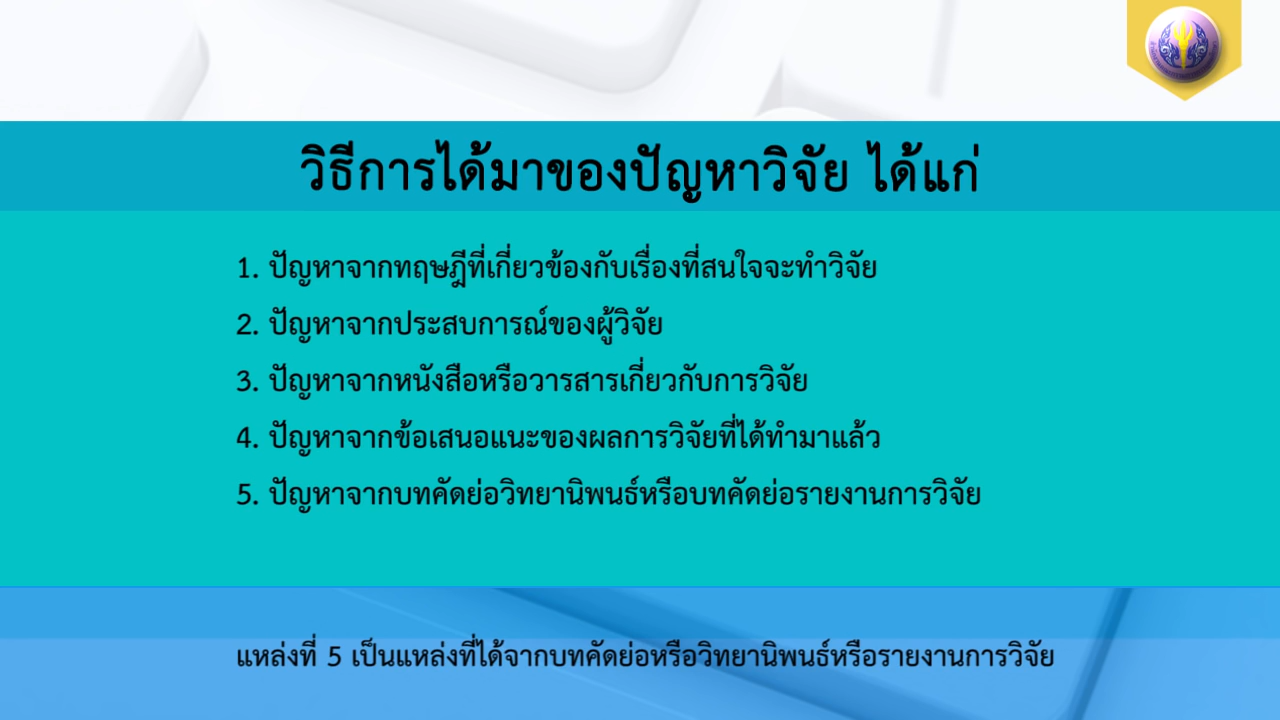 วิธีการได้มาของปัญหาวิจัย ได้แก่
1. ปัญหาจากทฤษฎีที่เกี่ยวข้องกับเรื่องที่สนใจจะทำวิจัย
2. ปัญหาจากประสบการณ์ของผู้วิจัย
3. ปัญหาจากหนังสือหรือวารสารเกี่ยวกับการวิจัย
4. ปัญหาจากข้อเสนอแนะของผลการวิจัยที่ได้ทำมาแล้ว
5. ปัญหาจากบทคัดย่อวิทยานิพนธ์หรือบทคัดย่อรายงานการวิจัย
แหล่งที่ 5 เป็นแหล่งที่ได้จากบทคัดย่อหรือวิทยานิพนธ์หรือรายงานการวิจัย